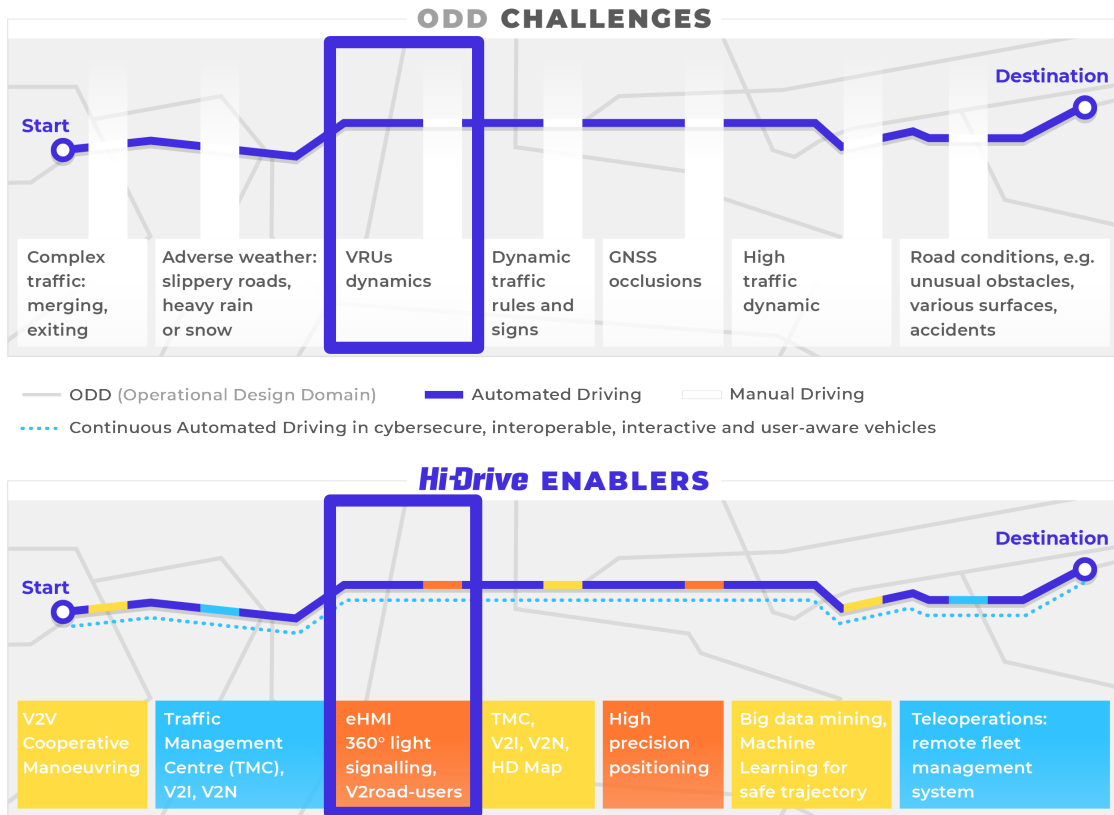 ODD CHALLENGES
Destination
Start
Complex
traffic:
merging,
exiting
Adverse weather:
slippery roads,
heavy rain
or snow
VRUs
dynamics
Dynamic
traffic
rules and
signs
GNSS
occlusions
High
traffic
dynamic
Road conditions, e.g.
unusual obstacles,
various surfaces,
accidents
ODD (Operational Design Domain)
Automated Driving
Manual Driving
Continuous Automated Driving in cybersecure, interoperable, interactive and user-aware vehicles
Hi-Drive ENABLERS
Destination
Start
V2V
Cooperative
Manoeuvring
Traffic
Management
Centre (TMC),
V2I, V2N
eHMI
360° light
signalling,
V2road-users
TMC,
V2I, V2N,
HD Map
High
precision
positioning
Big data mining,
Machine
Learning for
safe trajectory
Teleoperations:
remote fleet
management
system